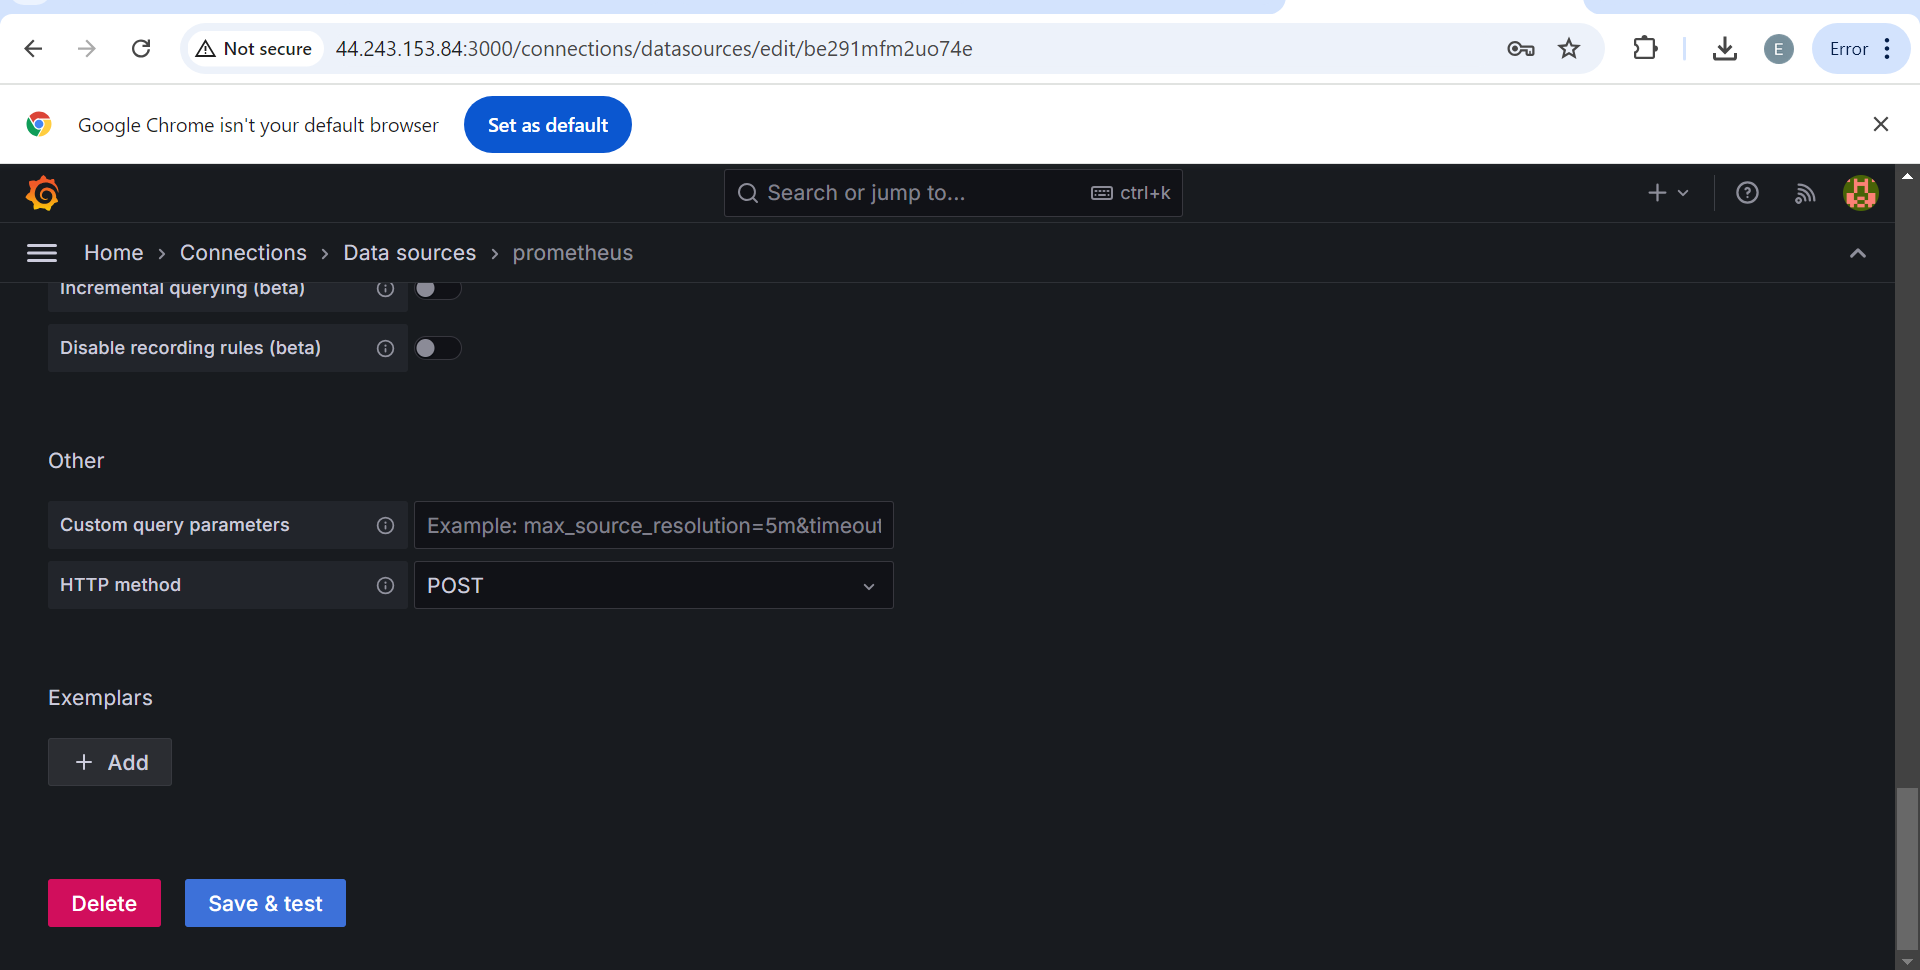 Not secure 44.243.153.84:3000/connections/datasources/edit/be291mfm2uo74e E Error
Google Chrome isn't your default browser Set as default
Search or jump to... ctrl+k
Home › Connections › Data sources › prometheus
Incremental querying (beta)
Disable recording rules (beta)
Other
Custom query parameters Example: max_source_resolution=5m&timeout
HTTP method POST
Exemplars
+ Add
Delete Save & test